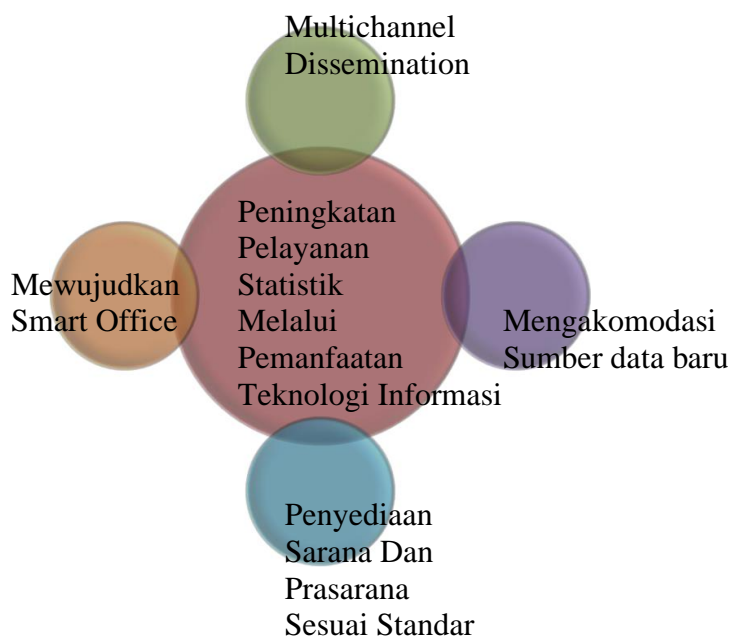 Multichannel
Dissemination
Peningkatan
Pelayanan
Statistik
Melalui
Pemanfaatan
Teknologi Informasi
Mewujudkan
Smart Office
Mengakomodasi
Sumber data baru
Penyediaan
Sarana Dan
Prasarana
Sesuai Standar